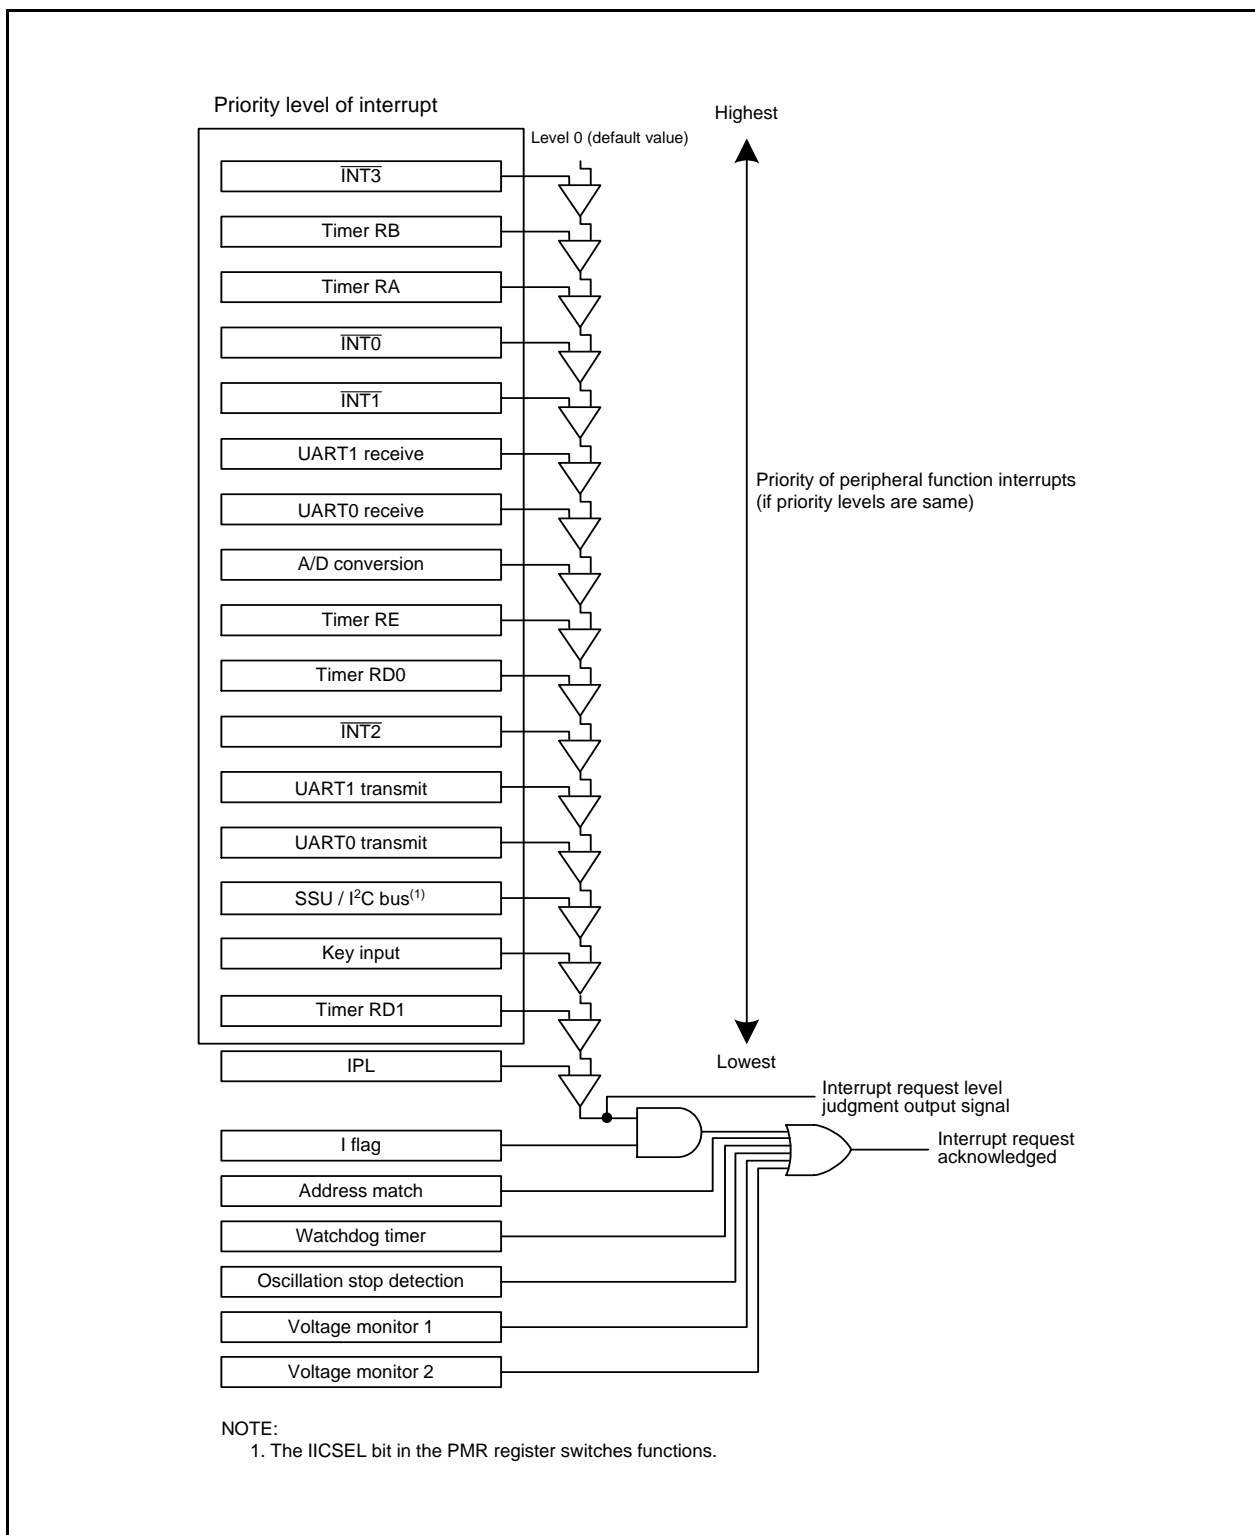 Priority level of interrupt
Highest
Level 0 (default value)
INT3
Timer RB
Timer RA
INT0
INT1
UART1 receive
Priority of peripheral function interrupts
(if priority levels are same)
UART0 receive
A/D conversion
Timer RE
Timer RD0
INT2
UART1 transmit
UART0 transmit
SSU / I²C bus(1)
Key input
Timer RD1
Lowest
IPL
Interrupt request level
judgment output signal
I flag
Interrupt request
acknowledged
Address match
Watchdog timer
Oscillation stop detection
Voltage monitor 1
Voltage monitor 2
NOTE:
1. The IICSEL bit in the PMR register switches functions.